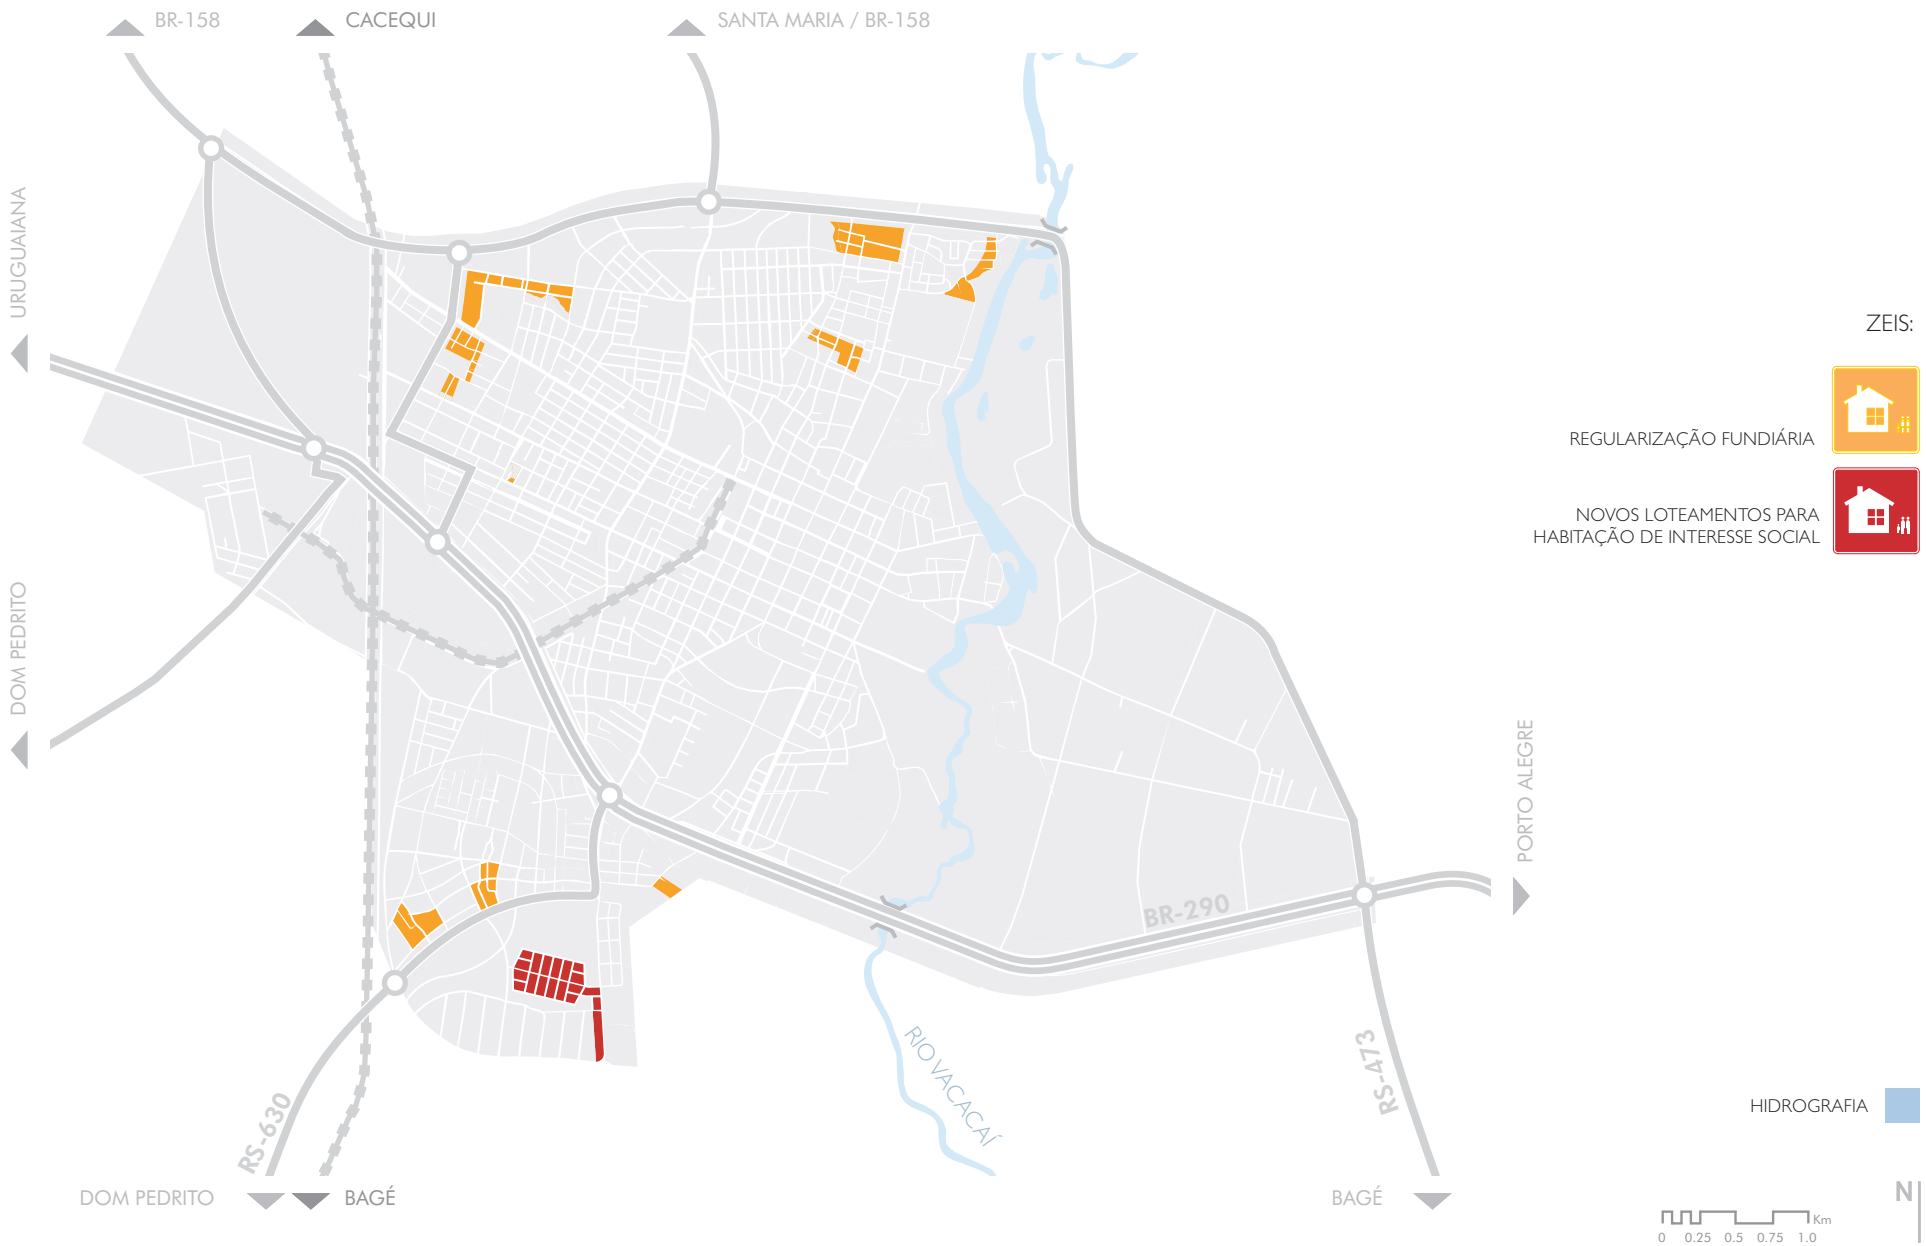 BR-158
CACEQUI
SANTA MARIA / BR-158
URUGUAIANA
DOM PEDRITO
ZEIS:
REGULARIZAÇÃO FUNDIÁRIA
NOVOS LOTEAMENTOS PARA
HABITAÇÃO DE INTERESSE SOCIAL
PORTO ALEGRE
BR-290
RIO VACACAÍ
RS-473
RS-630
HIDROGRAFIA
DOM PEDRITO
BAGÉ
BAGÉ
N
Km
0 0.25 0.5 0.75 1.0